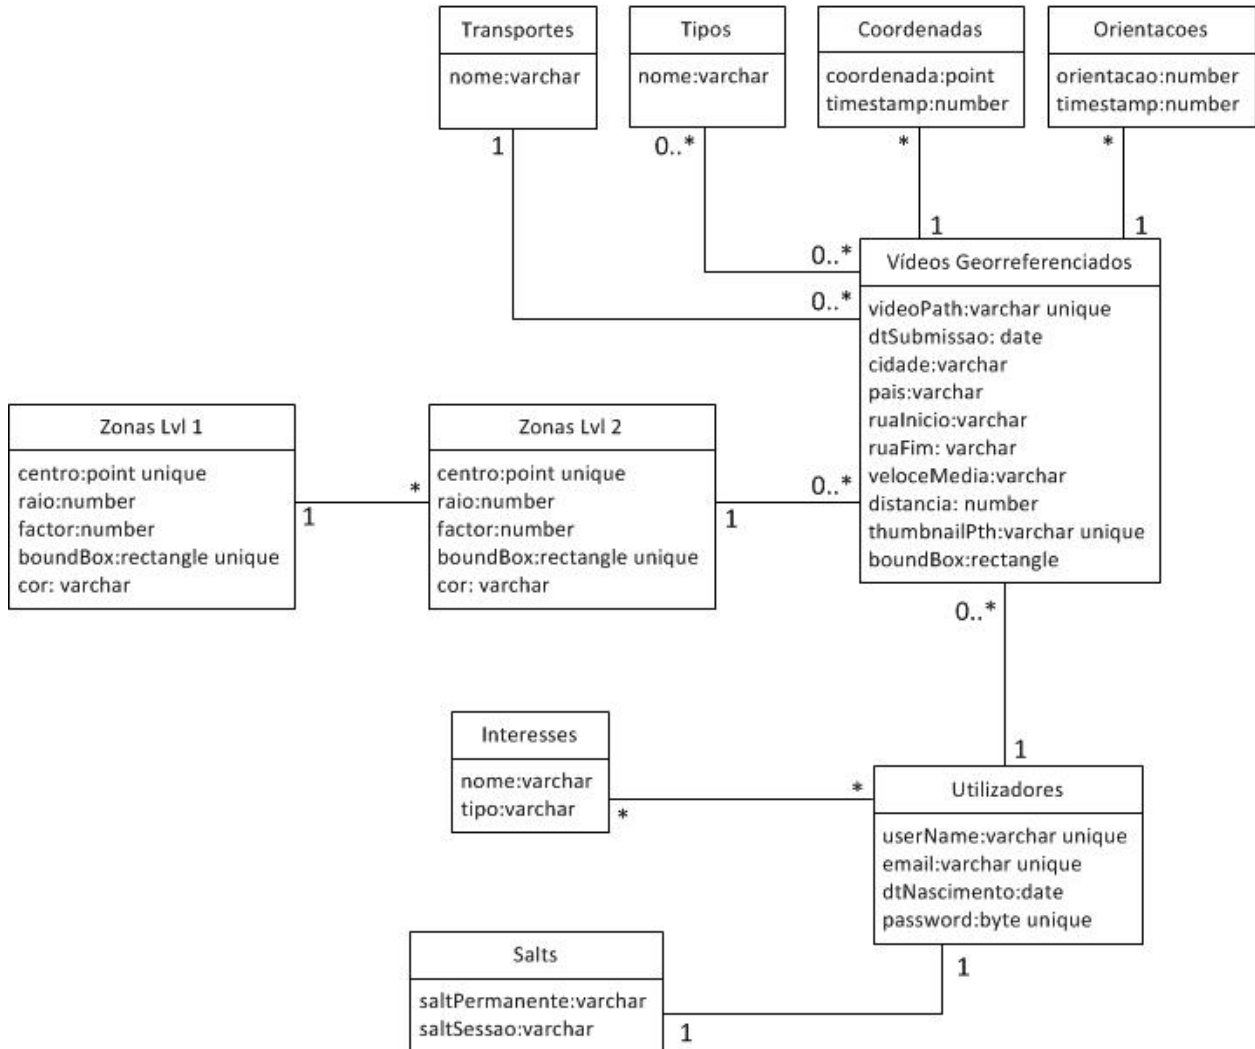 Transportes
nome:varchar
1
Tipos
nome:varchar
0..*
Coordenadas
coordenada:point
timestamp:number
*
1
Orientacoes
orientacao:number
timestamp:number
*
1
0..*
0..*
Vídeos Georreferenciados
videoPath:varchar unique
dtSubmissao: date
cidade:varchar
pais:varchar
ruaInicio:varchar
ruaFim: varchar
veloceMedia:varchar
distancia: number
thumbnailPth:varchar unique
boundBox:rectangle
Zonas Lvl 1
centro:point unique
raio:number
factor:number
boundBox:rectangle unique
cor: varchar
1
*
Zonas Lvl 2
centro:point unique
raio:number
factor:number
boundBox:rectangle unique
cor: varchar
1
0..*
0..*
1
Interesses
nome:varchar
tipo:varchar
*
*
Utilizadores
userName:varchar unique
email:varchar unique
dtNascimento:date
password:byte unique
1
Salts
saltPermanente:varchar
saltSessao:varchar
1